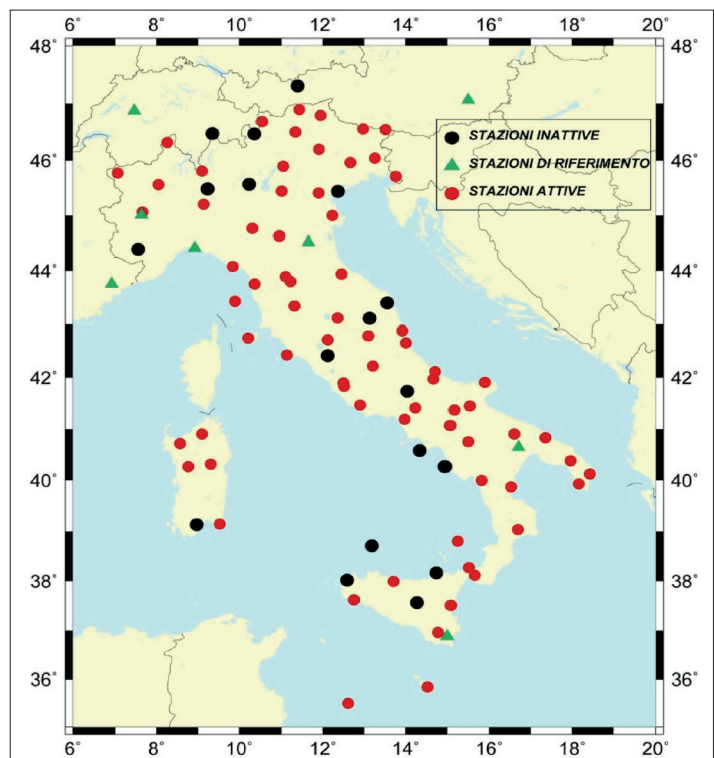 6° 8° 10° 12° 14° 16° 18° 20°
48° 48°
46° 46°
44° 44°
42° 42°
40° 40°
38° 38°
36° 36°
6° 8° 10° 12° 14° 16° 18° 20°
STAZIONI INATTIVE
STAZIONI DI RIFERIMENTO
STAZIONI ATTIVE